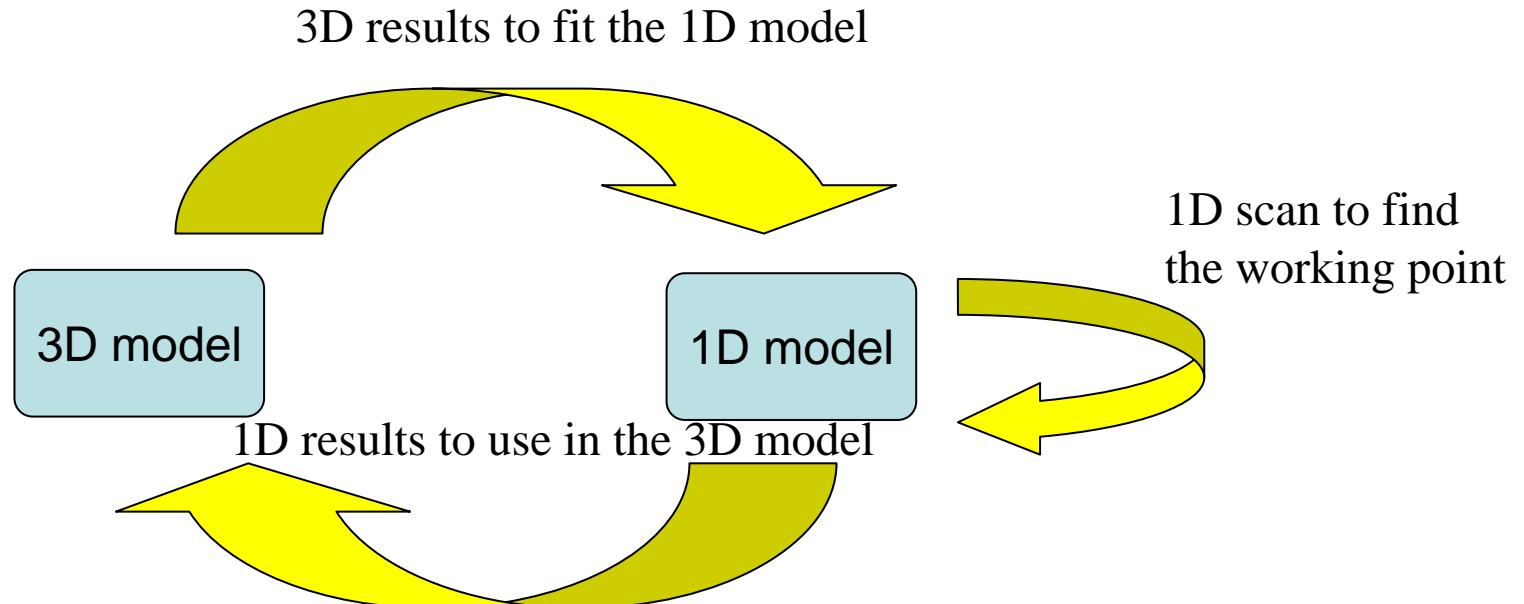 3D results to fit the 1D model
1D scan to find
the working point
3D model
1D model
1D results to use in the 3D model